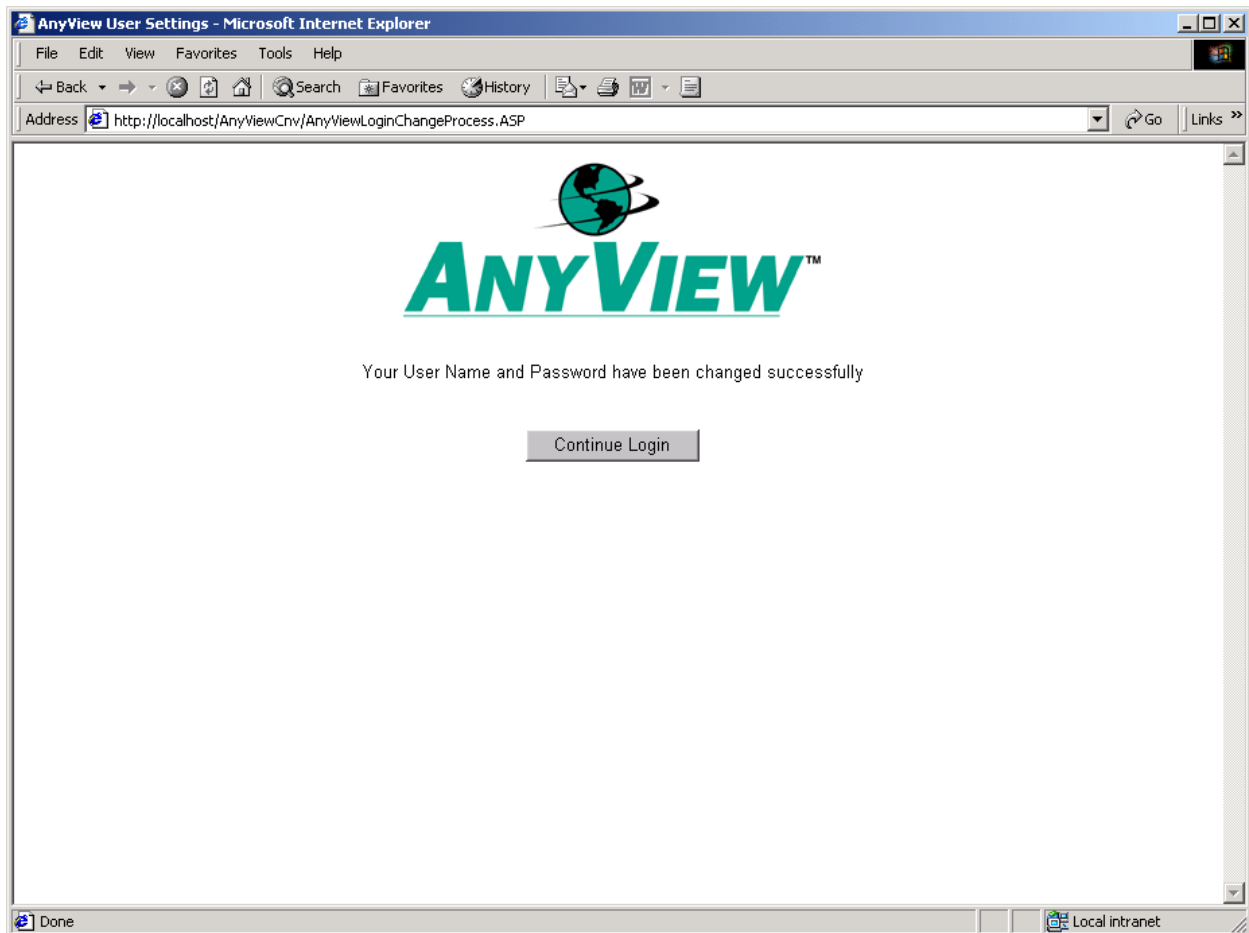 AnyView User Settings - Microsoft Internet Explorer
File Edit View Favorites Tools Help
Back Search Favorites History
Address http://localhost/AnyViewCnv/AnyViewLoginChangeProcess.ASP Go Links »
ANYVIEW™
Your User Name and Password have been changed successfully
Continue Login
Done Local intranet